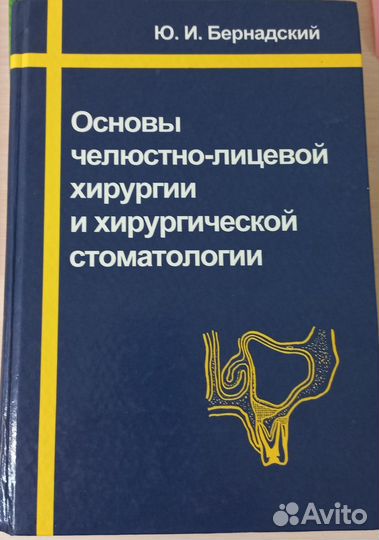 Ю. И. Бернадский
Основы
челюстно-лицевой
хирургии
и хирургической
стоматологии
Avito